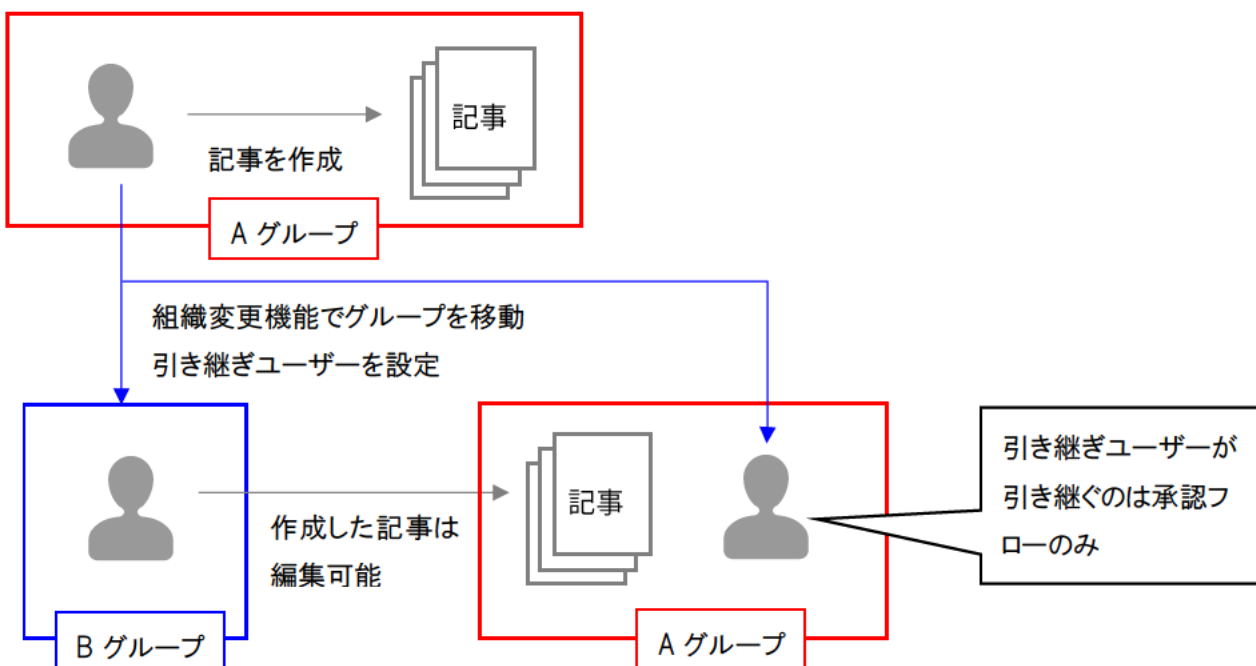 記事
記事を作成
A グループ
組織変更機能でグループを移動
引き継ぎユーザーを設定
記事
作成した記事は
編集可能
引き継ぎユーザーが
引き継ぐのは承認フ
ローのみ
B グループ
A グループ